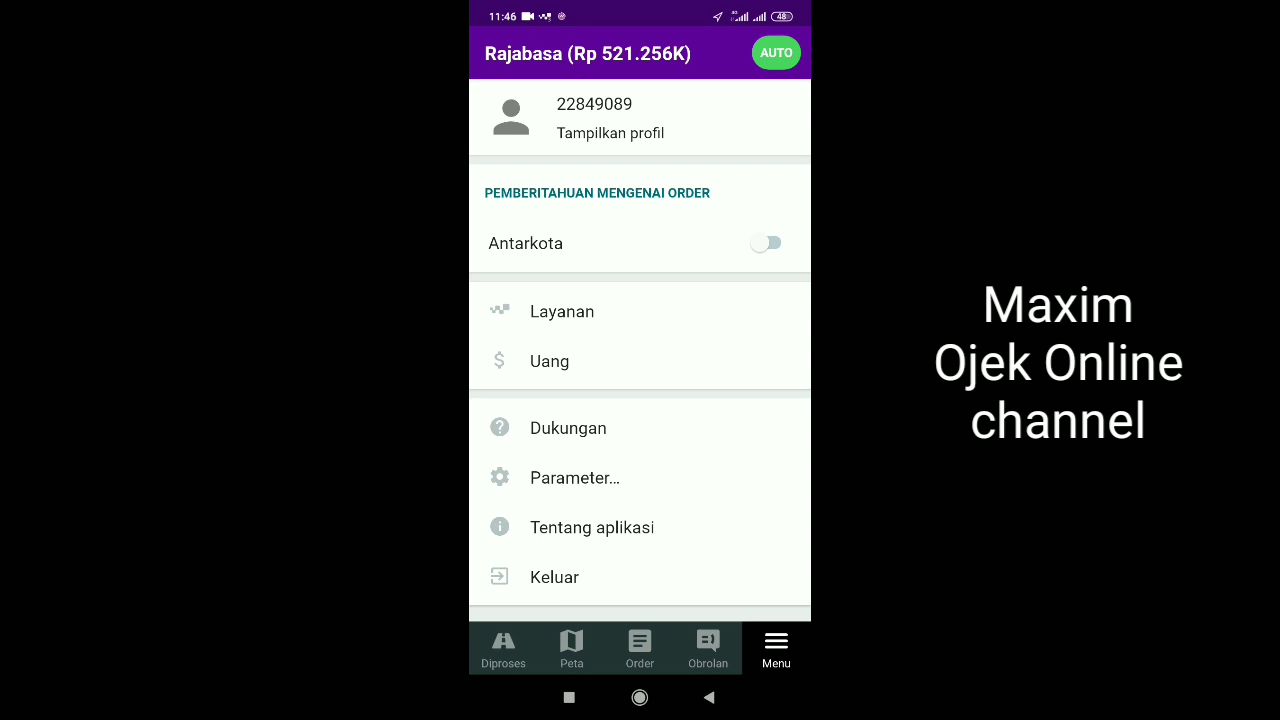 11:46
48
Rajabasa (Rp 521.256K)
AUTO
22849089
Tampilkan profil
PEMBERITAHUAN MENGENAI ORDER
Antarkota
Layanan
Uang
Dukungan
Parameter...
Tentang aplikasi
Keluar
Diproses
Peta
Order
Obrolan
Menu
Maxim
Ojek Online
channel